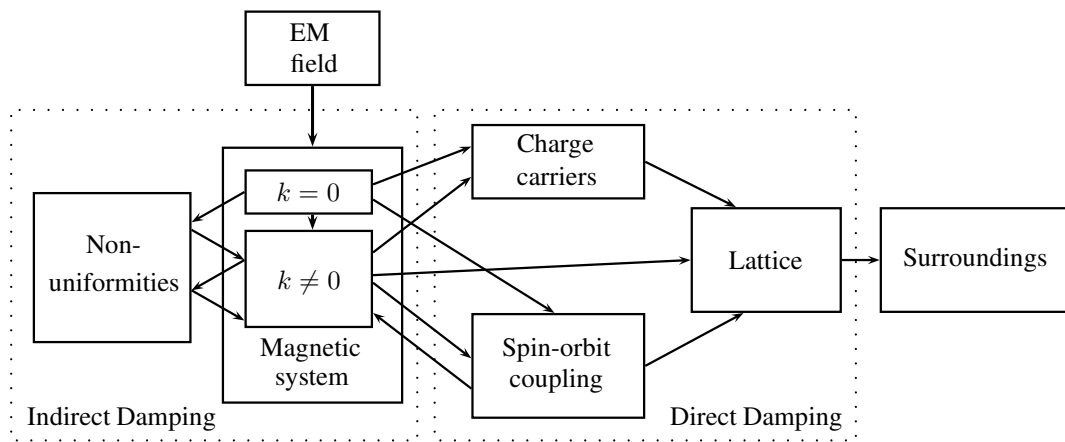 EM
field
k = 0
k ≠ 0
Magnetic
system
Non-
uniformities
Indirect Damping
Charge
carriers
Spin-orbit
coupling
Lattice
Direct Damping
Surroundings